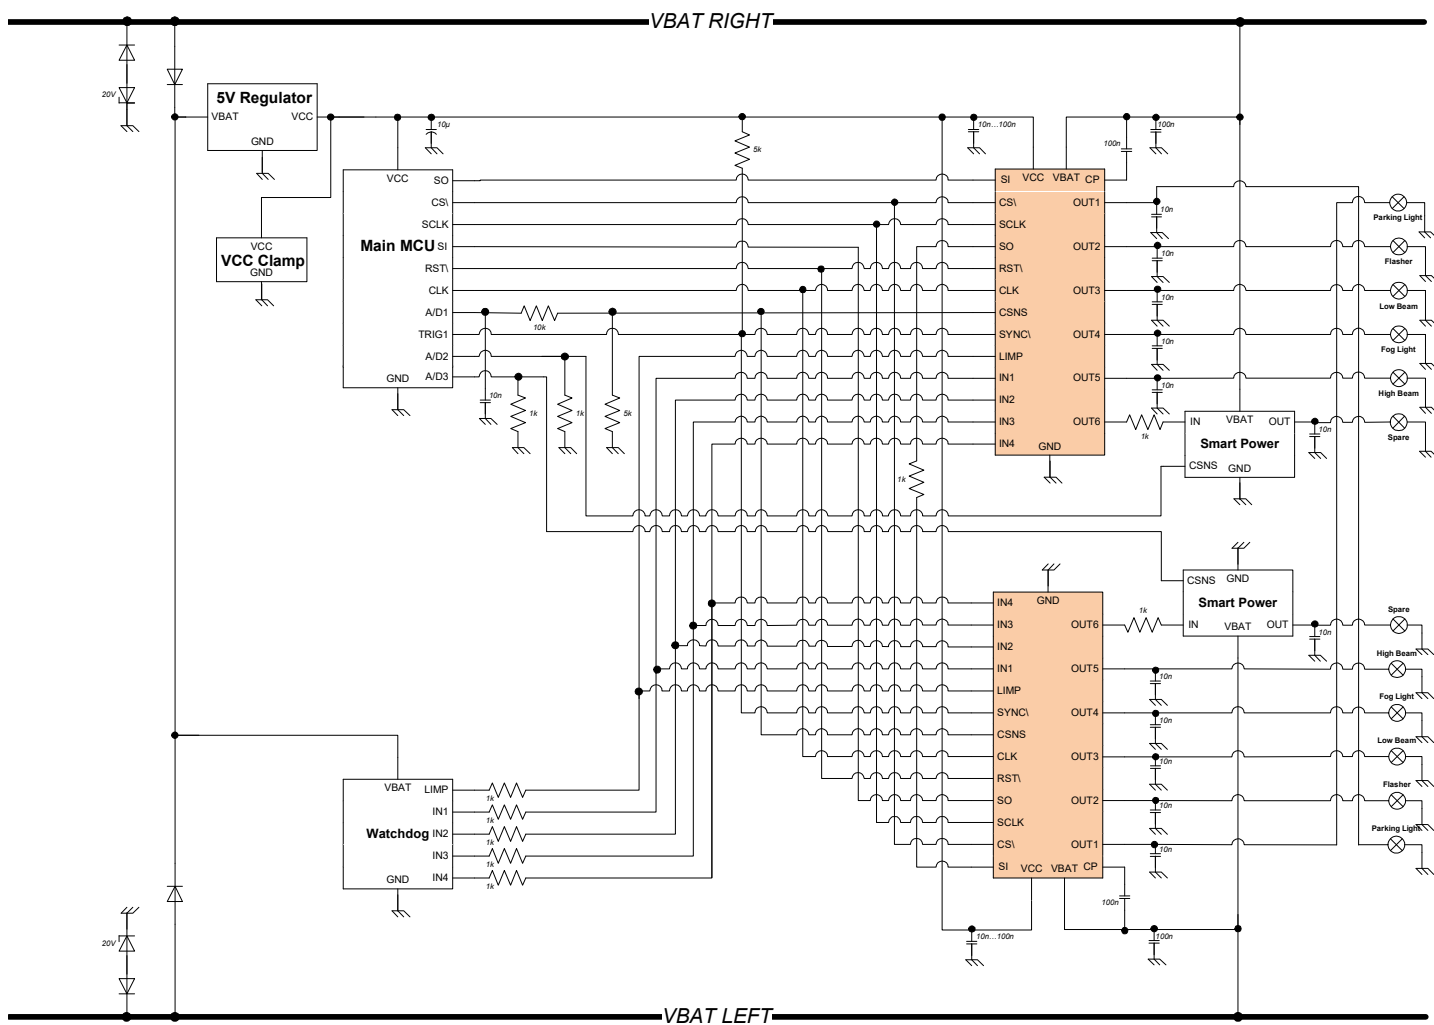 VBAT RIGHT
20V
5V Regulator
VBAT VCC
GND
10µ
5k
10n...100n
100n
100n
VCC
SO
CS\
SCLK
Main MCU
SI
RST\
CLK
A/D1
TRIG1
A/D2
A/D3
GND
VCC
VCC Clamp
GND
10k
10n
1k
1k
5k
SI VCC VBAT CP
CS\ OUT1
SCLK
SO OUT2
RST\
CLK OUT3
CSNS
SYNC\ OUT4
LIMP
IN1 OUT5
IN2
IN3 OUT6
IN4 GND
10n
10n
10n
10n
10n
1k
IN VBAT OUT
Smart Power
CSNS GND
10n
Parking Light
Flasher
Low Beam
Fog Light
High Beam
Spare
1k
GND
IN4
IN3 OUT6
IN2
IN1 OUT5
LIMP
SYNC\ OUT4
CSNS
CLK OUT3
RST\
SO OUT2
SCLK
CS\ OUT1
SI VCC VBAT CP
1k
CSNS GND
Smart Power
IN VBAT OUT
10n
10n
10n
10n
10n
10n
Spare
High Beam
Fog Light
Low Beam
Flasher
Parking Light
VBAT LIMP
IN1
Watchdog IN2
IN3
GND IN4
1k
1k
1k
1k
1k
100n
10n...100n
100n
20V
VBAT LEFT